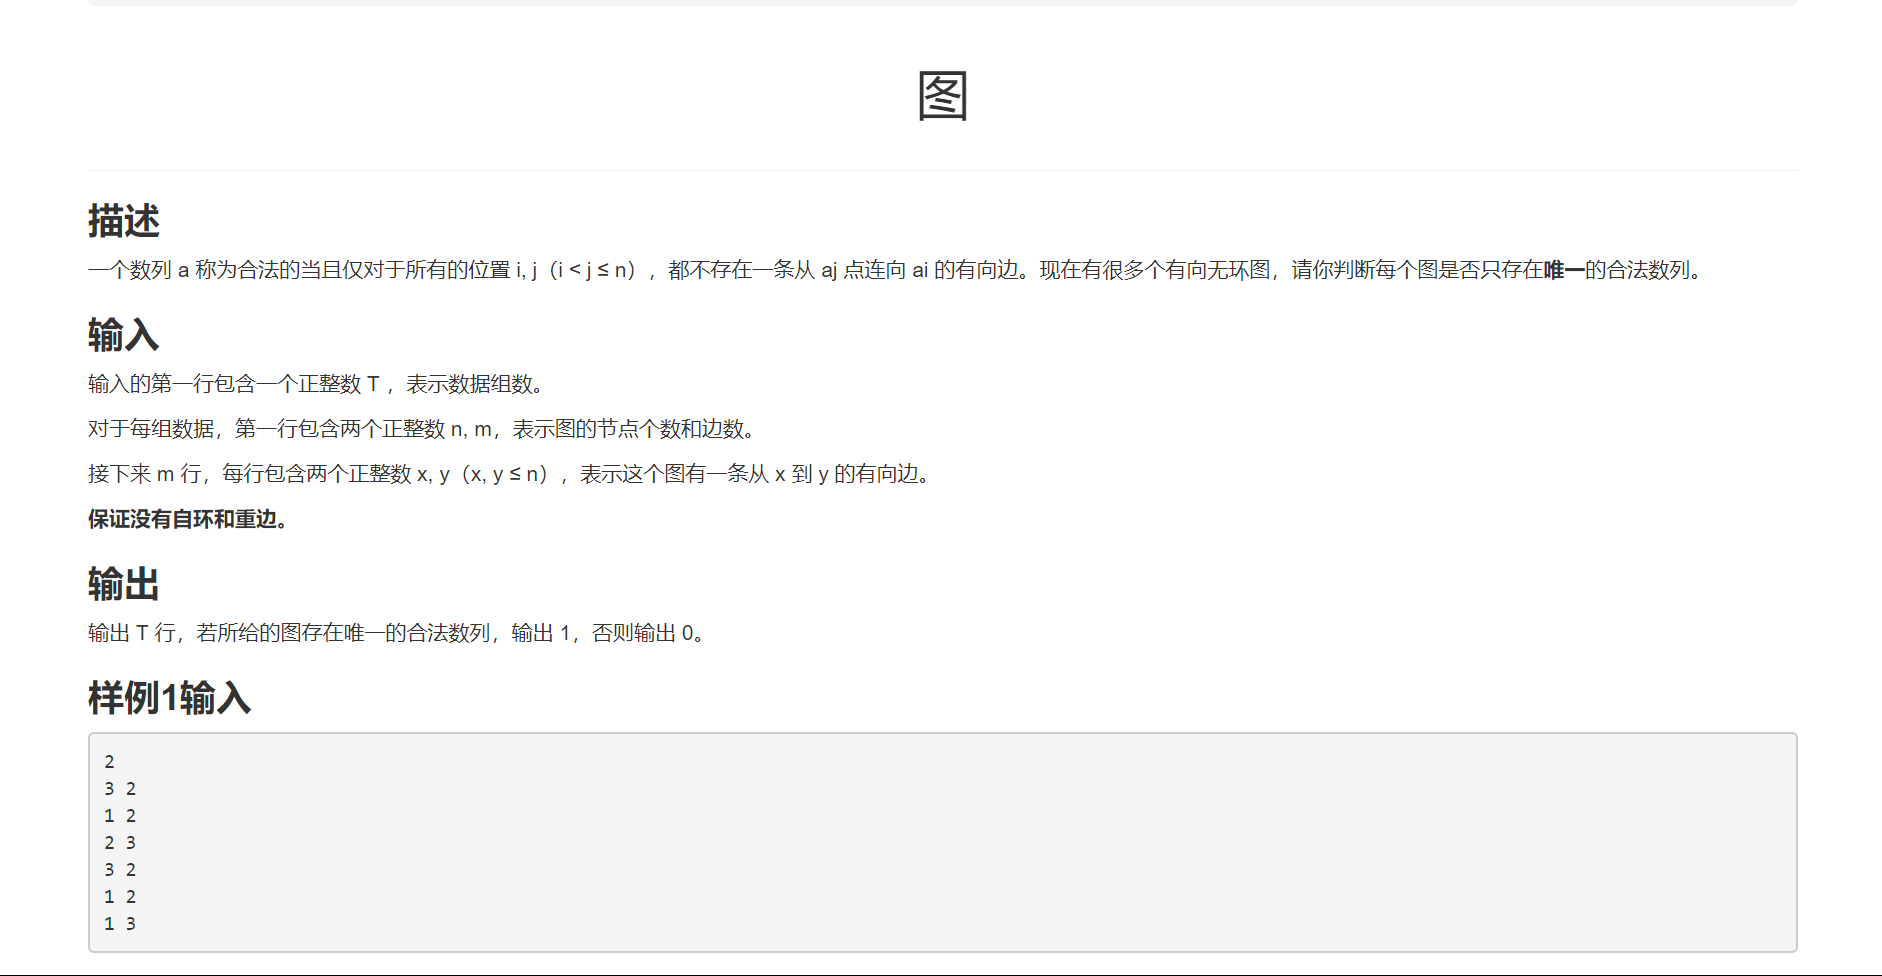 图
描述
一个数列 a 称为合法的当且仅对于所有的位置 i, j（i < j ≤ n），都不存在一条从 aj 点连向 ai 的有向边。现在有很多个有向无环图，请你判断每个图是否只存在唯一的合法数列。
输入
输入的第一行包含一个正整数 T ，表示数据组数。
对于每组数据，第一行包含两个正整数 n, m，表示图的节点个数和边数。
接下来 m 行，每行包含两个正整数 x, y（x, y ≤ n），表示这个图有一条从 x 到 y 的有向边。
保证没有自环和重边。
输出
输出 T 行，若所给的图存在唯一的合法数列，输出 1，否则输出 0。
样例1输入
2
3 2
1 2
2 3
3 2
1 2
1 3